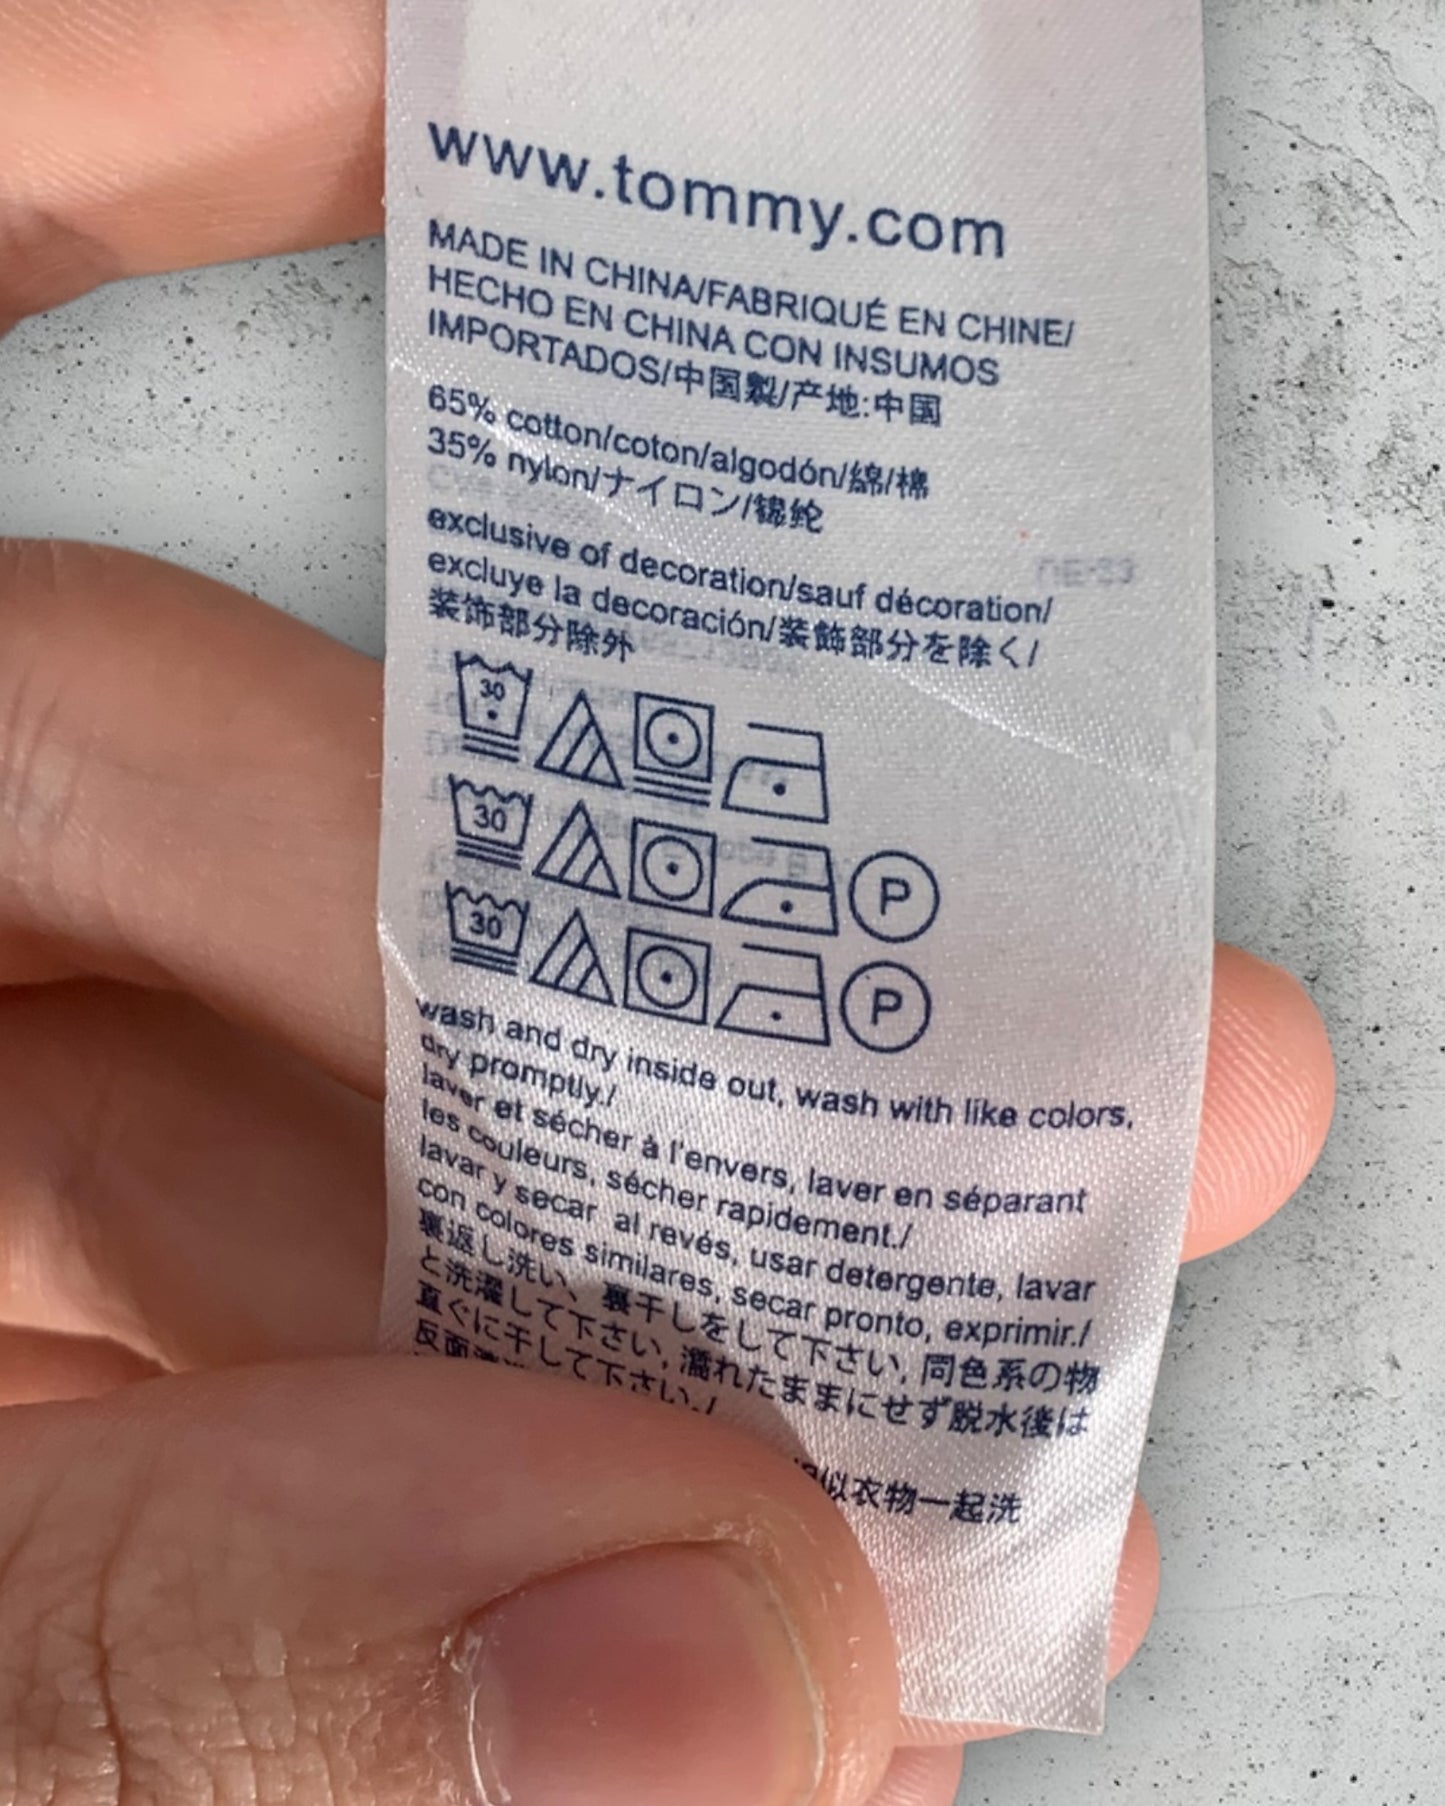 www.tommy.com
MADE IN CHINA/FABRIQUÉ EN CHINE/
HECHO EN CHINA CON INSUMOS
IMPORTADOS/中国製/产地:中国
65% cotton/coton/algodón/綿/棉
35% nylon/ナイロン/锦纶
exclusive of decoration/sauf décoration/
excluye la decoración/装飾部分を除く/
装饰部分除外
30
30 P
30 P
wash and dry inside out, wash with like colors,
dry promptly./
laver et sécher à l'envers, laver en séparant
les couleurs, sécher rapidement./
lavar y secar al revés, usar detergente, lavar
con colores similares, secar pronto, exprimir./
裏返し洗い、裏干しをして下さい, 同色系の物
と洗濯して下さい, 濡れたままにせず脱水後は
直ぐに干して下さい./
反面
似衣物一起洗